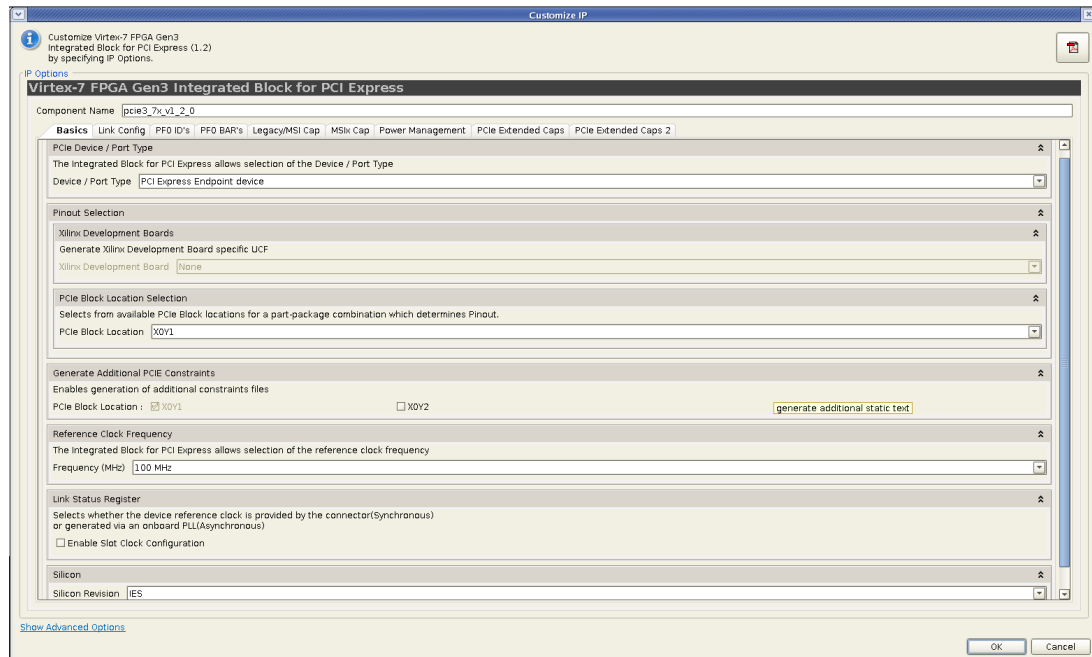 Customize IP
Customize Virtex-7 FPGA Gen3
Integrated Block for PCI Express (1.2)
by specifying IP Options.
IP Options
Virtex-7 FPGA Gen3 Integrated Block for PCI Express
Component Name pcie3_7x_v1_2_0
Basics Link Config PF0 ID's PF0 BAR's Legacy/MSI Cap MSIx Cap Power Management PCIe Extended Caps PCIe Extended Caps 2
PCIe Device / Port Type
The Integrated Block for PCI Express allows selection of the Device / Port Type
Device / Port Type PCI Express Endpoint device
Pinout Selection
Xilinx Development Boards
Generate Xilinx Development Board specific UCF
Xilinx Development Board None
PCIe Block Location Selection
Selects from available PCIe Block locations for a part-package combination which determines Pinout.
PCIe Block Location X0Y1
Generate Additional PCIE Constraints
Enables generation of additional constraints files
PCIe Block Location : X0Y1 X0Y2 generate additional static text
Reference Clock Frequency
The Integrated Block for PCI Express allows selection of the reference clock frequency
Frequency (MHz) 100 MHz
Link Status Register
Selects whether the device reference clock is provided by the connector(Synchronous)
or generated via an onboard PLL(Asynchronous)
Enable Slot Clock Configuration
Silicon
Silicon Revision IES
Show Advanced Options
OK Cancel